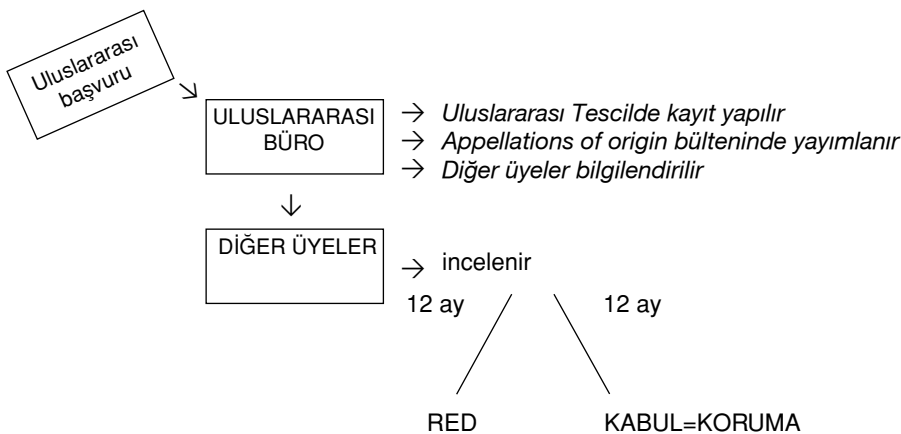 Uluslararası
başvuru
ULUSLARARASI
BÜRO
→ Uluslararası Tescilde kayıt yapılır
→ Appellations of origin bülteninde yayımlanır
→ Diğer üyeler bilgilendirilir
DİĞER ÜYELER
→ incelenir
12 ay 12 ay
RED KABUL=KORUMA